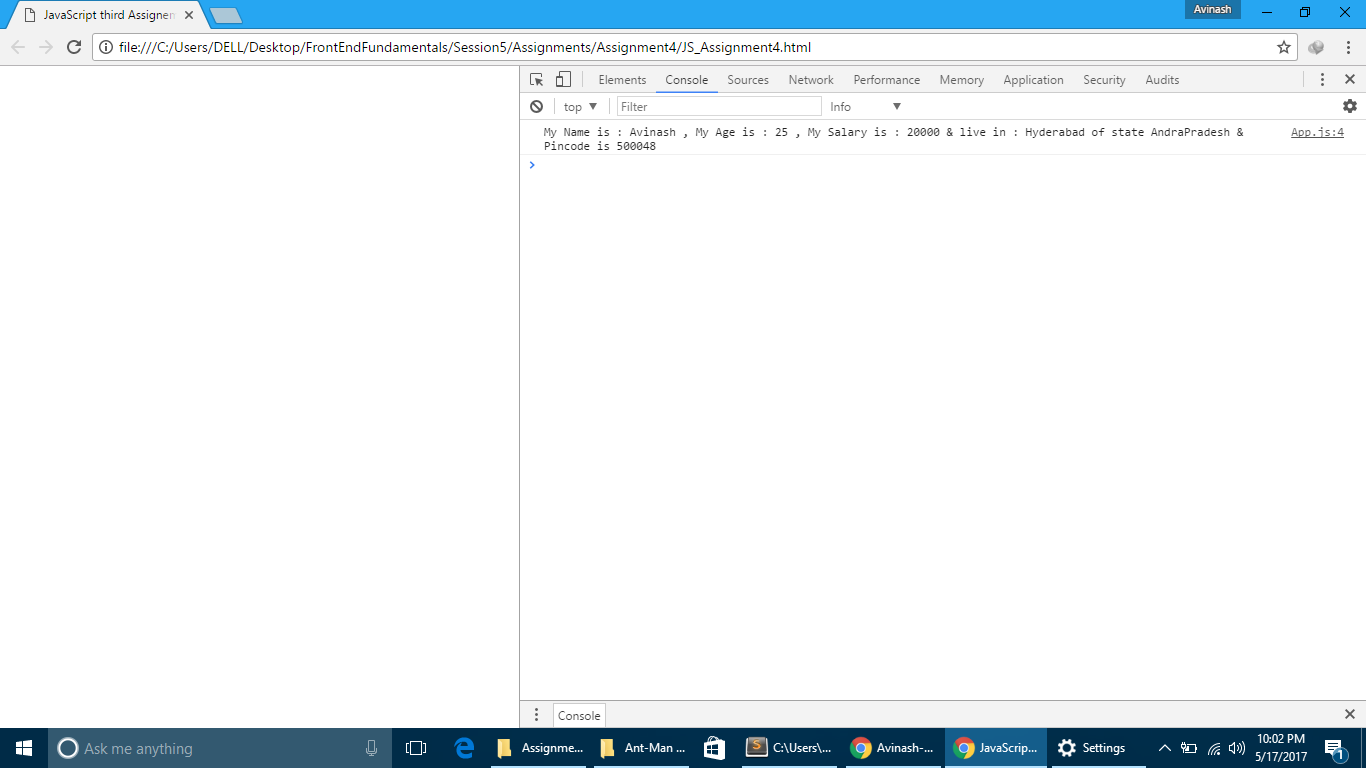 JavaScript third Assignem
Avinash
file:///C:/Users/DELL/Desktop/FrontEndFundamentals/Session5/Assignments/Assignment4/JS_Assignment4.html
Elements Console Sources Network Performance Memory Application Security Audits
top Filter Info
My Name is : Avinash , My Age is : 25 , My Salary is : 20000 & live in : Hyderabad of state AndraPradesh & App.js:4
Pincode is 500048
Console
Ask me anything
Assignme... Ant-Man ... C:\Users\... Avinash-... JavaScrip... Settings
10:02 PM
5/17/2017
1